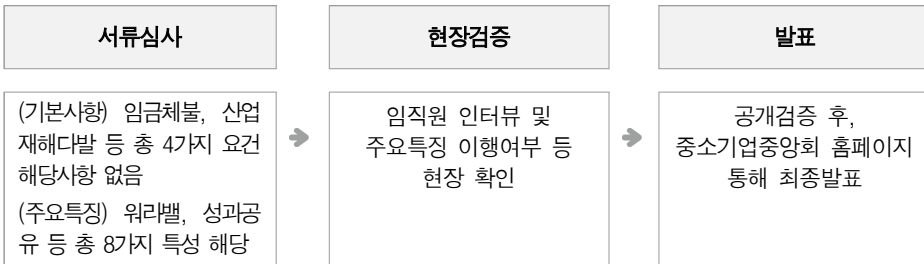 서류심사
현장검증
발표
(기본사항) 임금체불, 산업
재해다발 등 총 4가지 요건
해당사항 없음
(주요특징) 워라밸, 성과공
유 등 총 8가지 특성 해당
임직원 인터뷰 및
주요특징 이행여부 등
현장 확인
공개검증 후,
중소기업중앙회 홈페이지
통해 최종발표